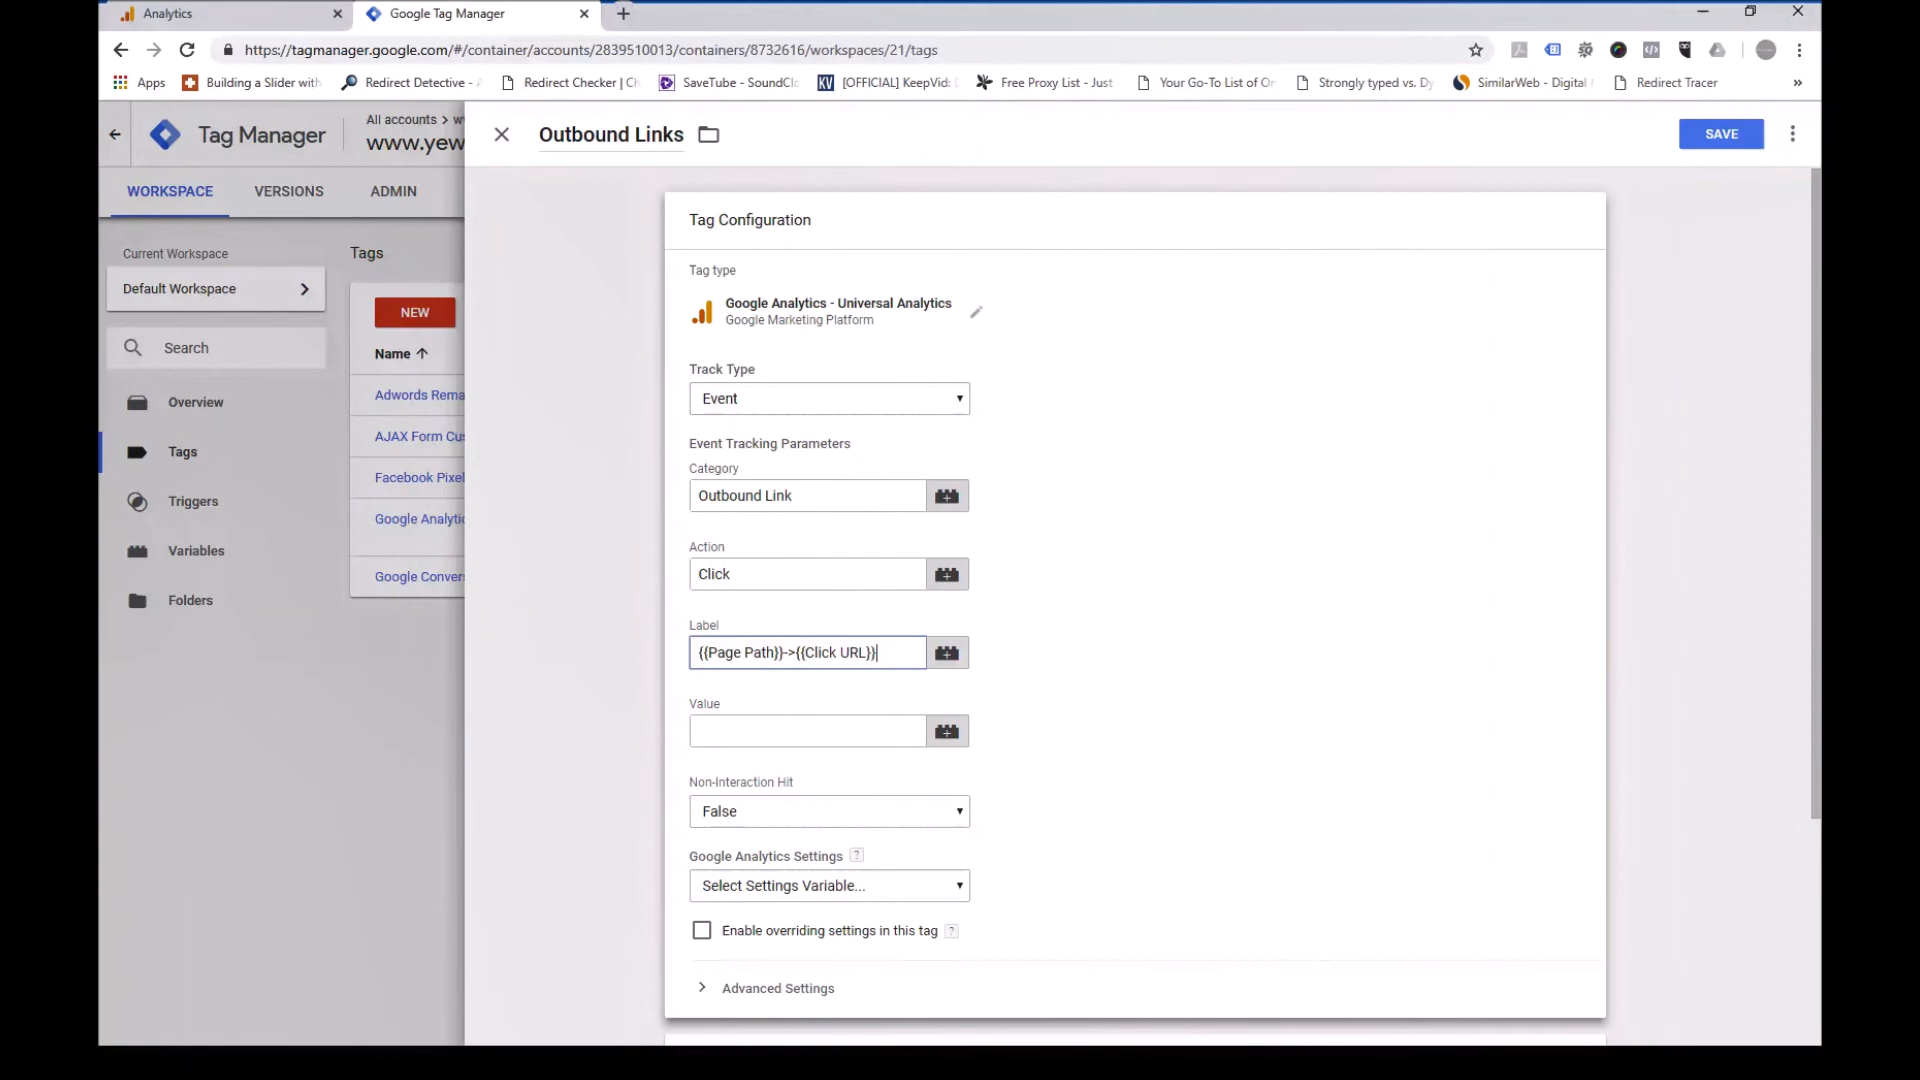 Analytics
Google Tag Manager
https://tagmanager.google.com/#/container/accounts/2839510013/containers/8732616/workspaces/21/tags
Apps
Building a Slider with
Redirect Detective - A
Redirect Checker | Ch
SaveTube - SoundClo
KV
[OFFICIAL] KeepVid:
Free Proxy List - Just
Your Go-To List of On
Strongly typed vs. Dy
SimilarWeb - Digital
Redirect Tracer
»
Tag Manager
All accounts > w
www.yew
Outbound Links
SAVE
WORKSPACE
VERSIONS
ADMIN
Current Workspace
Default Workspace
Search
Overview
Tags
Triggers
Variables
Folders
Tags
NEW
Name
Adwords Rema
AJAX Form Cus
Facebook Pixel
Google Analytic
Google Convers
Tag Configuration
Tag type
Google Analytics - Universal Analytics
Google Marketing Platform
Track Type
Event
Event Tracking Parameters
Category
Outbound Link
Action
Click
Label
{{Page Path}}->{{Click URL}}
Value
Non-Interaction Hit
False
Google Analytics Settings ?
Select Settings Variable...
Enable overriding settings in this tag ?
Advanced Settings